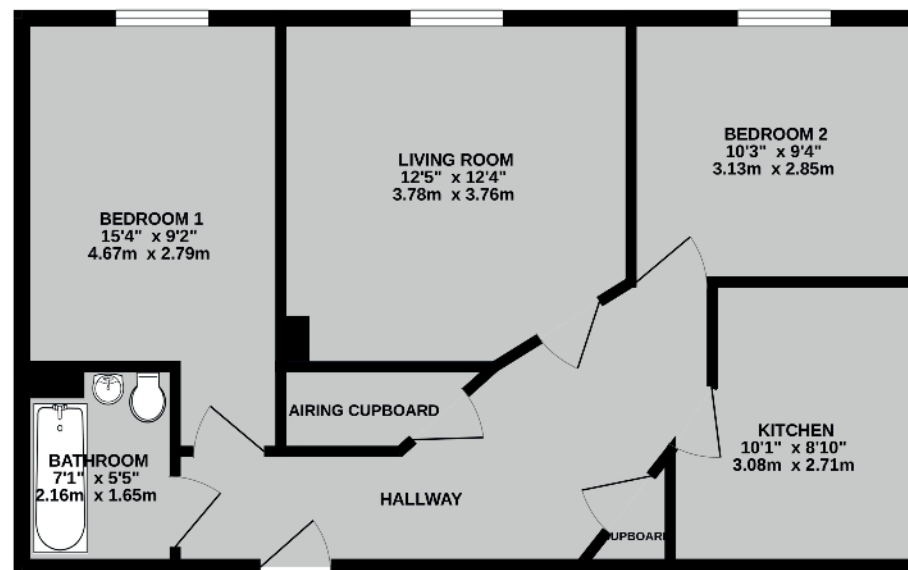 BEDROOM 1
15'4" x 9'2"
4.67m x 2.79m
LIVING ROOM
12'5" x 12'4"
3.78m x 3.76m
BEDROOM 2
10'3" x 9'4"
3.13m x 2.85m
AIRING CUPBOARD
BATHROOM
7'1" x 5'5"
2.16m x 1.65m
HALLWAY
KITCHEN
10'1" x 8'10"
3.08m x 2.71m
CUPBOARD